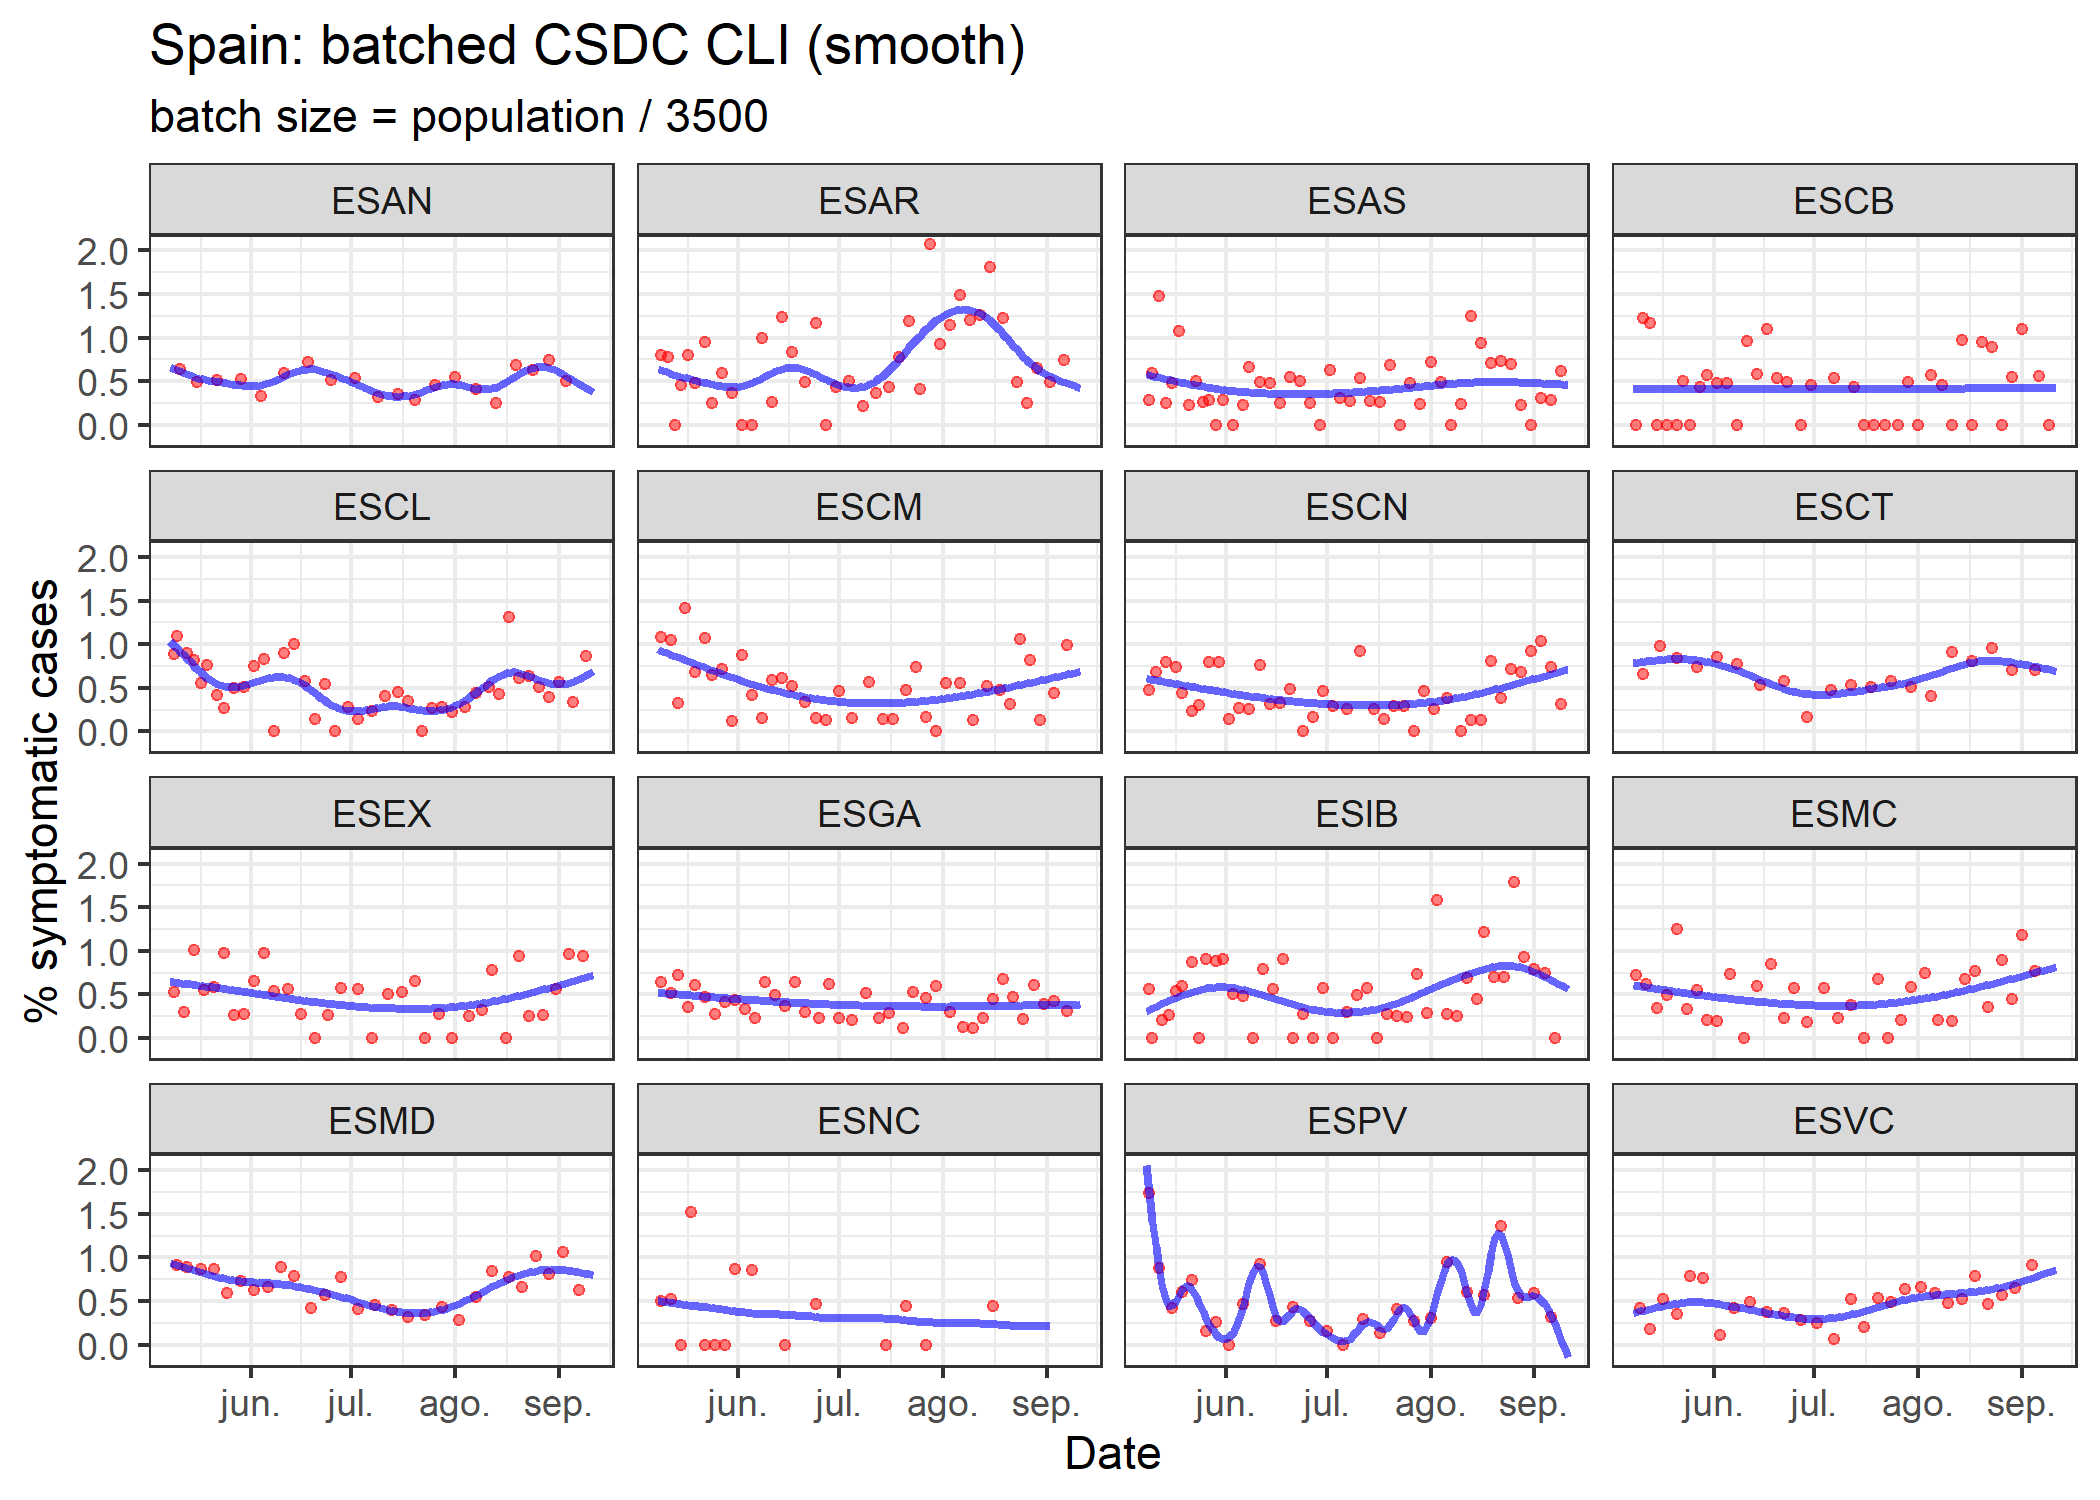 Spain: batched CSDC CLI (smooth)
batch size = population / 3500
ESAN ESAR ESAS ESCB
2.0
1.5
1.0
0.5
0.0
ESCL ESCM ESCN ESCT
2.0
1.5
1.0
0.5
0.0
% symptomatic cases
ESEX ESGA ESIB ESMC
2.0
1.5
1.0
0.5
0.0
ESMD ESNC ESPV ESVC
2.0
1.5
1.0
0.5
0.0
jun. jul. ago. sep. jun. jul. ago. sep. jun. jul. ago. sep. jun. jul. ago. sep.
Date